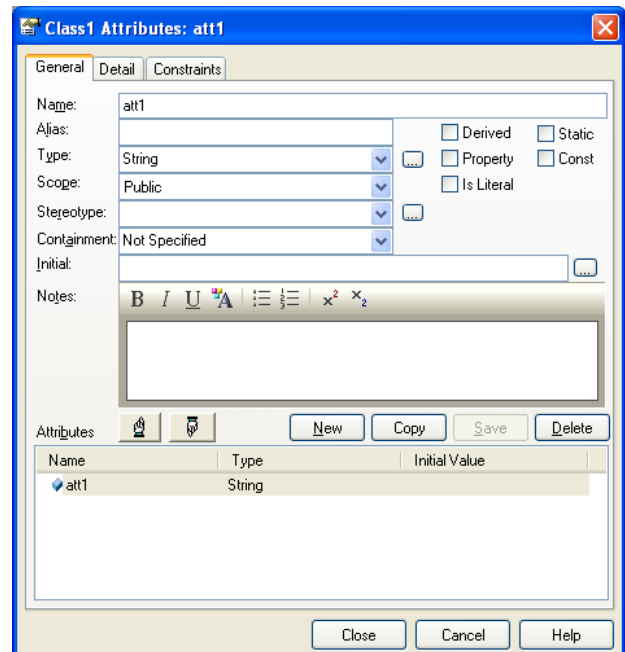 Class1 Attributes: att1
General Detail Constraints
Name: att1
Alias: Derived Static
Type: String ... Property Const
Scope: Public Is Literal
Stereotype: ...
Containment: Not Specified
Initial: ...
Notes: B I U A x² x₂
Attributes New Copy Save Delete
Name Type Initial Value
att1 String
Close Cancel Help